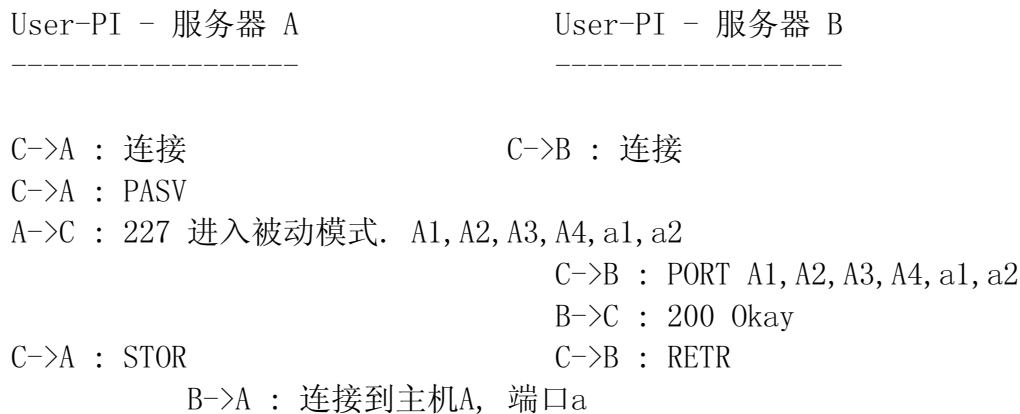 User-PI - 服务器 A                User-PI - 服务器 B
------------------                ------------------
C->A : 连接                    C->B : 连接
C->A : PASV
A->C : 227 进入被动模式. A1,A2,A3,A4,a1,a2
C->B : PORT A1,A2,A3,A4,a1,a2
B->C : 200 Okay
C->A : STOR                C->B : RETR
B->A : 连接到主机A, 端口a